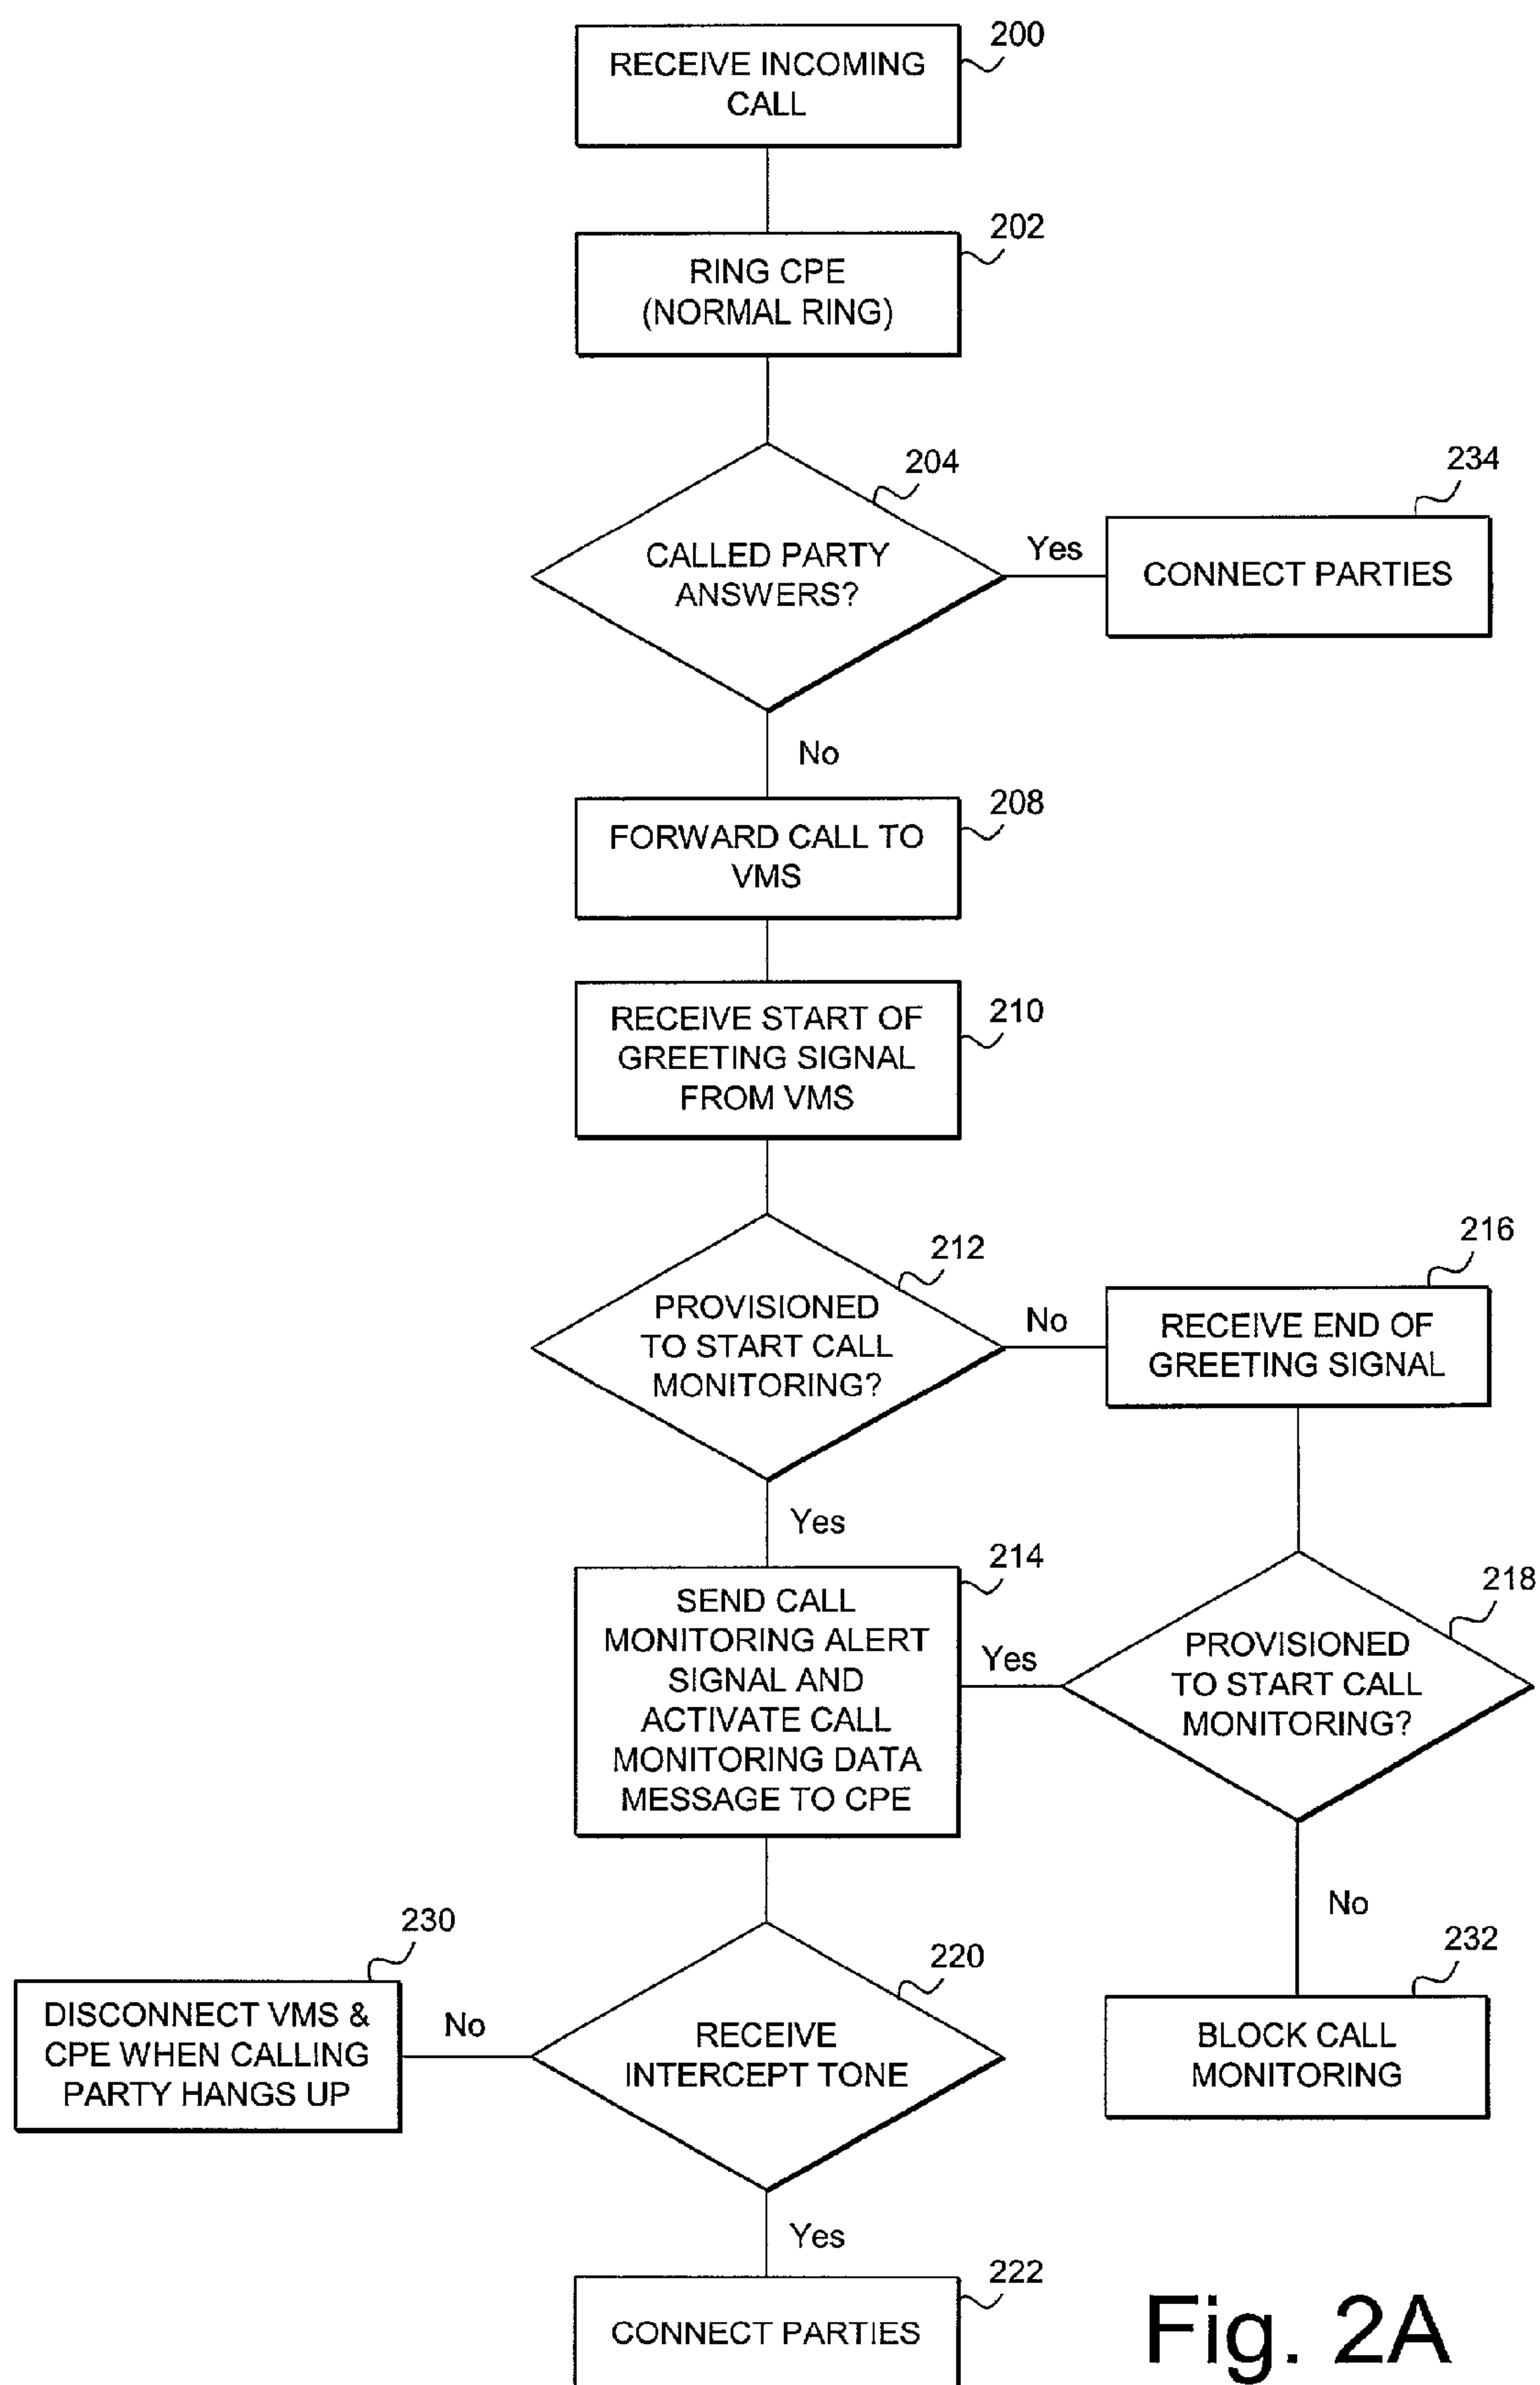 200
RECEIVE INCOMING
CALL
202
RING CPE
(NORMAL RING)
204
CALLED PARTY
ANSWERS?
Yes
234
CONNECT PARTIES
No
208
FORWARD CALL TO
VMS
210
RECEIVE START OF
GREETING SIGNAL
FROM VMS
212
PROVISIONED
TO START CALL
MONITORING?
No
216
RECEIVE END OF
GREETING SIGNAL
Yes
214
SEND CALL
MONITORING ALERT
SIGNAL AND
ACTIVATE CALL
MONITORING DATA
MESSAGE TO CPE
Yes
218
PROVISIONED
TO START CALL
MONITORING?
No
232
BLOCK CALL
MONITORING
220
RECEIVE
INTERCEPT TONE
No
230
DISCONNECT VMS &
CPE WHEN CALLING
PARTY HANGS UP
Yes
222
CONNECT PARTIES
Fig. 2A